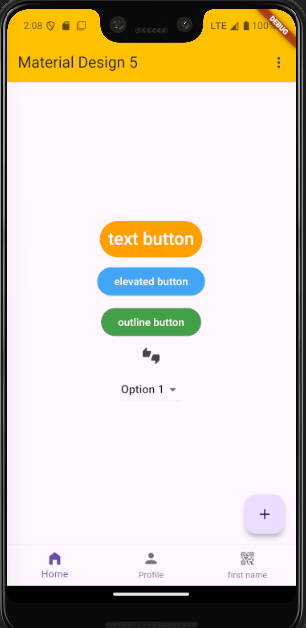 2:08 LTE 100%
DEBUG
Material Design 5
text button
elevated button
outline button
Option 1
+
Home Profile first name